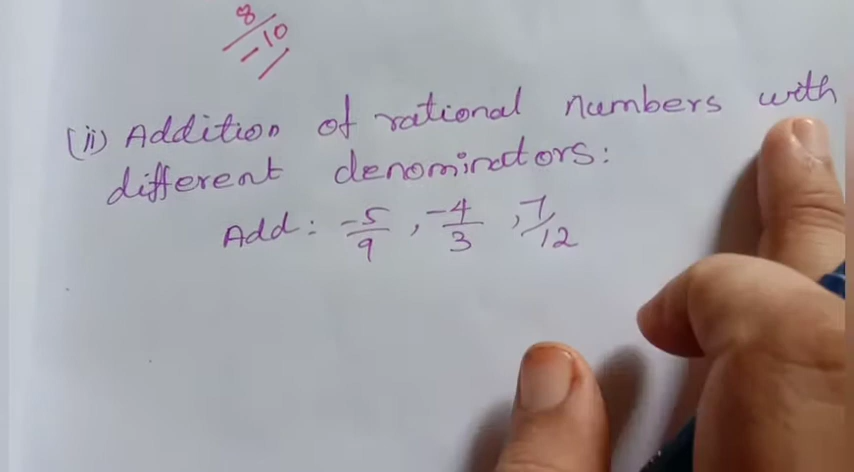 8/10
(ii) Addition of rational numbers with
different denominators:
Add: -5/9, -4/3, 7/12